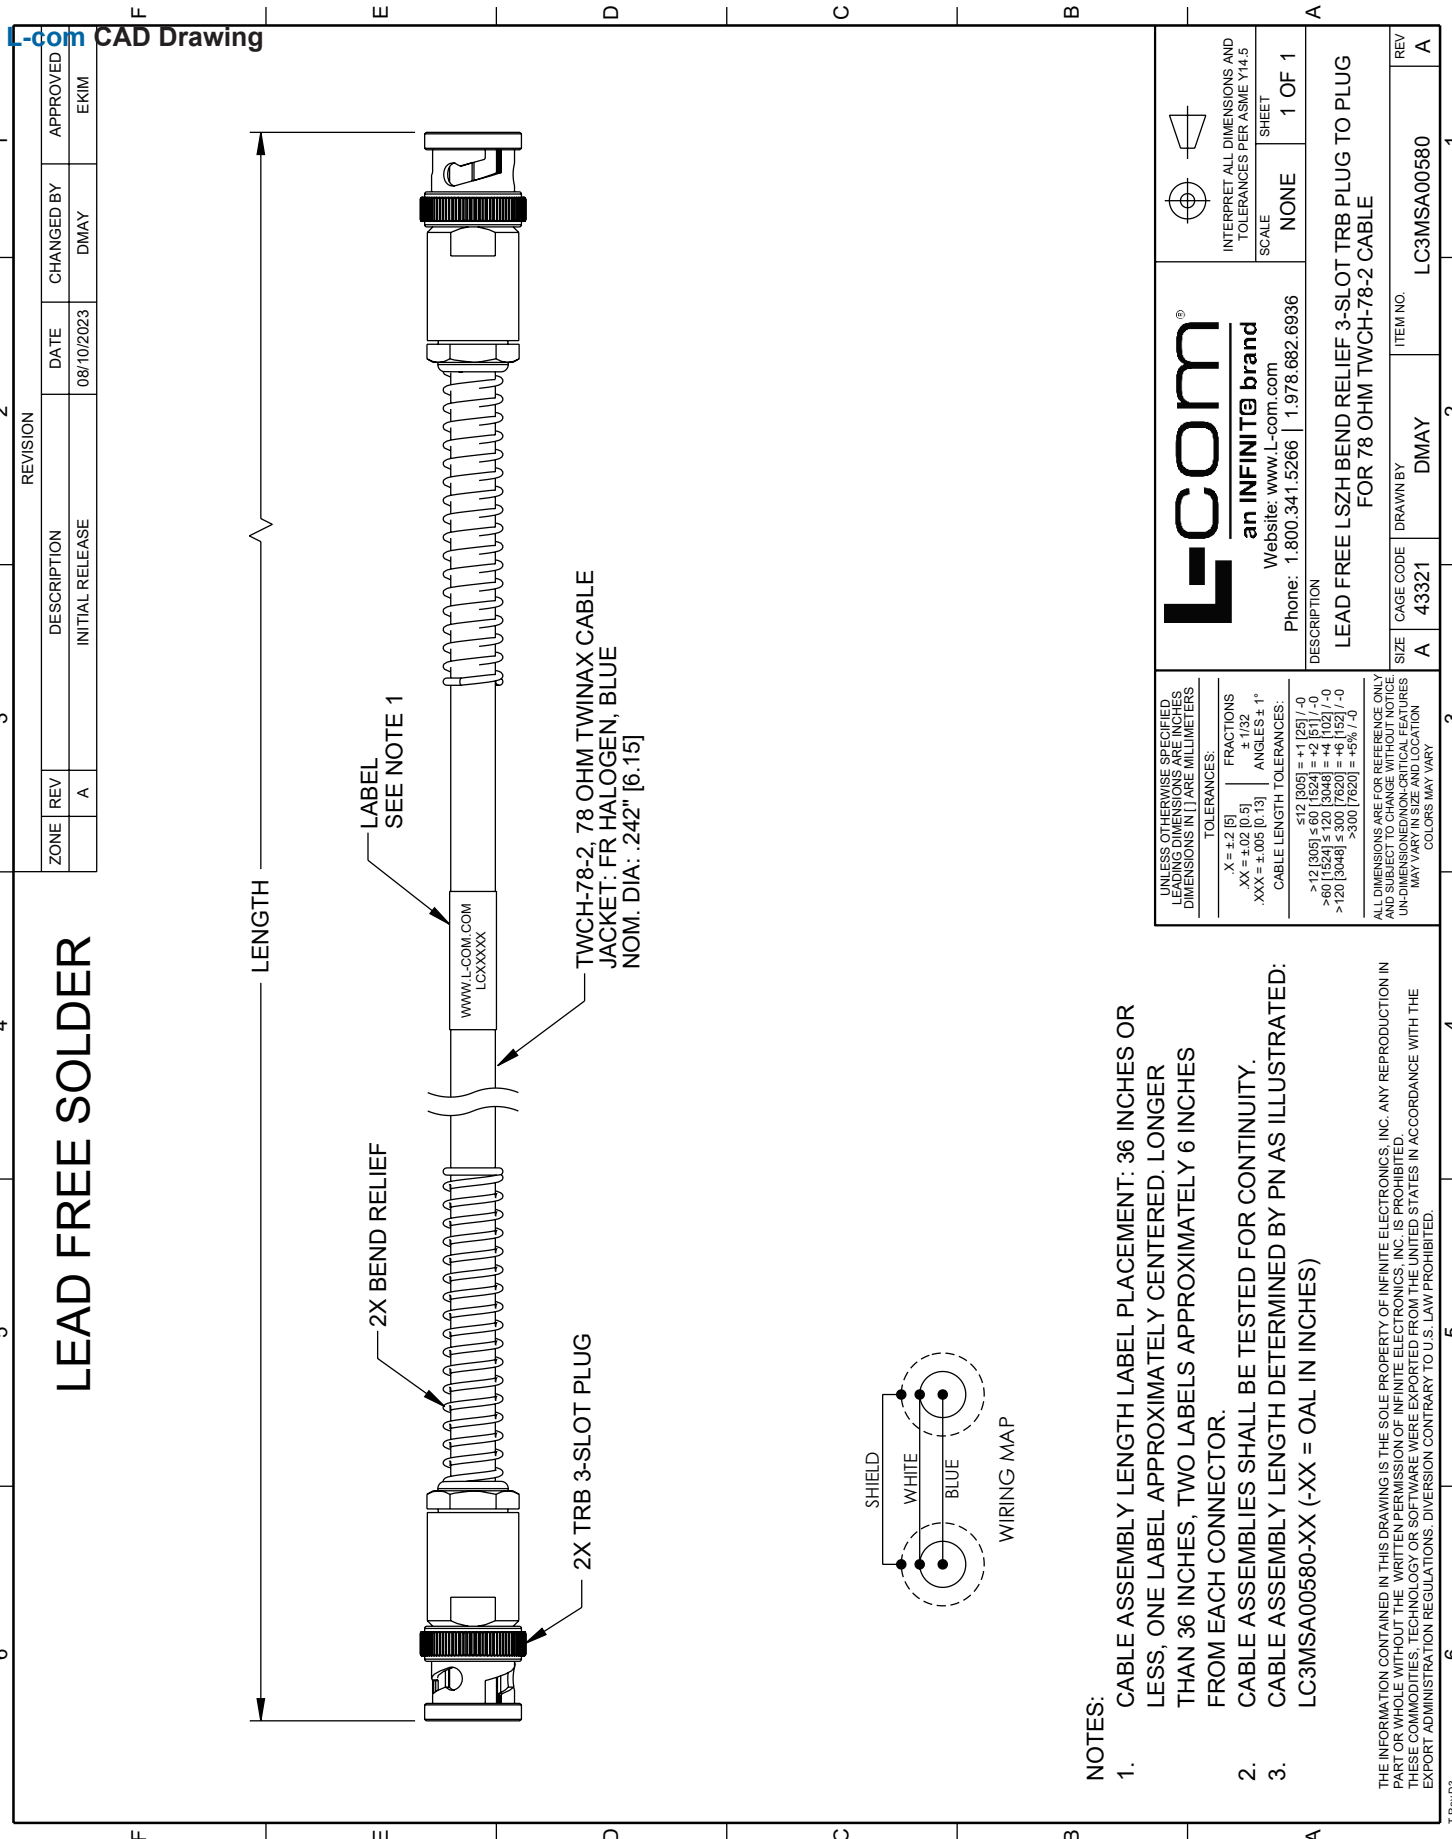 L-com CAD Drawing
LEAD FREE SOLDER
REVISION
ZONE REV DESCRIPTION DATE CHANGED BY APPROVED
A INITIAL RELEASE 08/10/2023 DMAY EKIM
LENGTH
2X BEND RELIEF
LABEL
SEE NOTE 1
WWW.L-COM.COM
LCXXXXX
2X TRB 3-SLOT PLUG
TWCH-78-2, 78 OHM TWINAX CABLE
JACKET: FR HALOGEN, BLUE
NOM. DIA: .242" [6.15]
SHIELD
WHITE
BLUE
WIRING MAP
NOTES:
1. CABLE ASSEMBLY LENGTH LABEL PLACEMENT: 36 INCHES OR
LESS, ONE LABEL APPROXIMATELY CENTERED. LONGER
THAN 36 INCHES, TWO LABELS APPROXIMATELY 6 INCHES
FROM EACH CONNECTOR.
2. CABLE ASSEMBLIES SHALL BE TESTED FOR CONTINUITY.
3. CABLE ASSEMBLY LENGTH DETERMINED BY PN AS ILLUSTRATED:
LC3MSA00580-XX (-XX = OAL IN INCHES)
THE INFORMATION CONTAINED IN THIS DRAWING IS THE SOLE PROPERTY OF INFINITE ELECTRONICS, INC. ANY REPRODUCTION IN
PART OR WHOLE WITHOUT THE WRITTEN PERMISSION OF INFINITE ELECTRONICS, INC. IS PROHIBITED.
THESE COMMODITIES, TECHNOLOGY OR SOFTWARE WERE EXPORTED FROM THE UNITED STATES IN ACCORDANCE WITH THE
EXPORT ADMINISTRATION REGULATIONS. DIVERSION CONTRARY TO U.S. LAW PROHIBITED.
UNLESS OTHERWISE SPECIFIED
LEADING DIMENSIONS ARE INCHES
DIMENSIONS IN [ ] ARE MILLIMETERS
TOLERANCES:
.X = ±.2 [5] FRACTIONS
.XX = ±.02 [0.5] ± 1/32
.XXX = ±.005 [0.13] ANGLES ± 1°
CABLE LENGTH TOLERANCES:
≤12 [305] = +1 [25] / -0
>12 [305] ≤ 60 [1524] = +2 [51] / -0
>60 [1524] ≤ 120 [3048] = +4 [102] / -0
>120 [3048] ≤ 300 [7620] = +6 [152] / -0
>300 [7620] = +5% / -0
ALL DIMENSIONS ARE FOR REFERENCE ONLY
AND SUBJECT TO CHANGE WITHOUT NOTICE.
UN-DIMENSIONED/NON-CRITICAL FEATURES
MAY VARY IN SIZE AND LOCATION
COLORS MAY VARY
L-com®
an INFINITE brand
Website: www.L-com.com
Phone: 1.800.341.5266 | 1.978.682.6936
INTERPRET ALL DIMENSIONS AND
TOLERANCES PER ASME Y14.5
SCALE SHEET
NONE 1 OF 1
DESCRIPTION
LEAD FREE LSZH BEND RELIEF 3-SLOT TRB PLUG TO PLUG
FOR 78 OHM TWCH-78-2 CABLE
SIZE CAGE CODE DRAWN BY ITEM NO. REV
A 43321 DMAY LC3MSA00580 A
6 5 4 3 2 1
F E D C B A